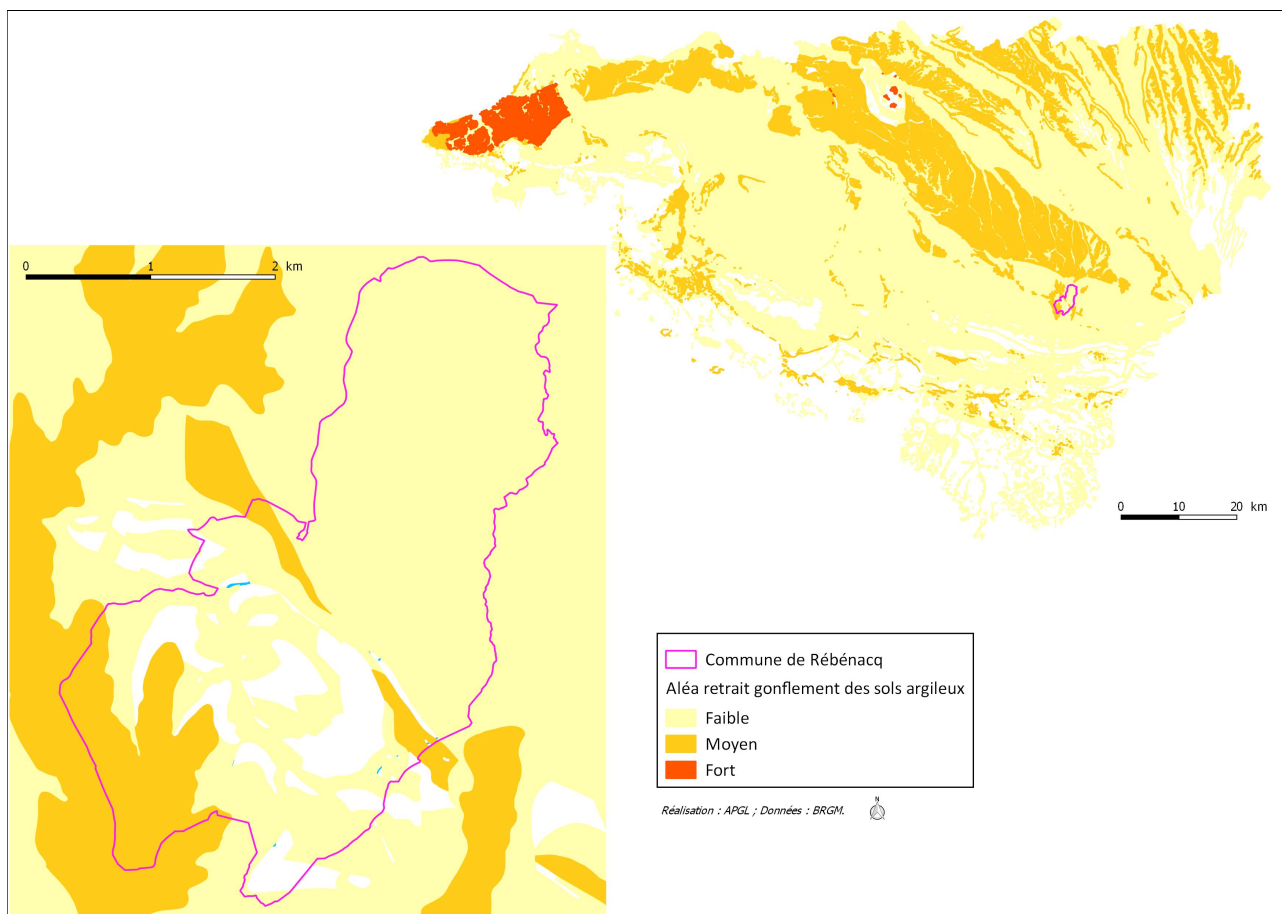 0 1 2 km
0 10 20 km
Commune de Rébénacq
Aléa retrait gonflement des sols argileux
Faible
Moyen
Fort
Réalisation : APGL ; Données : BRGM.
N